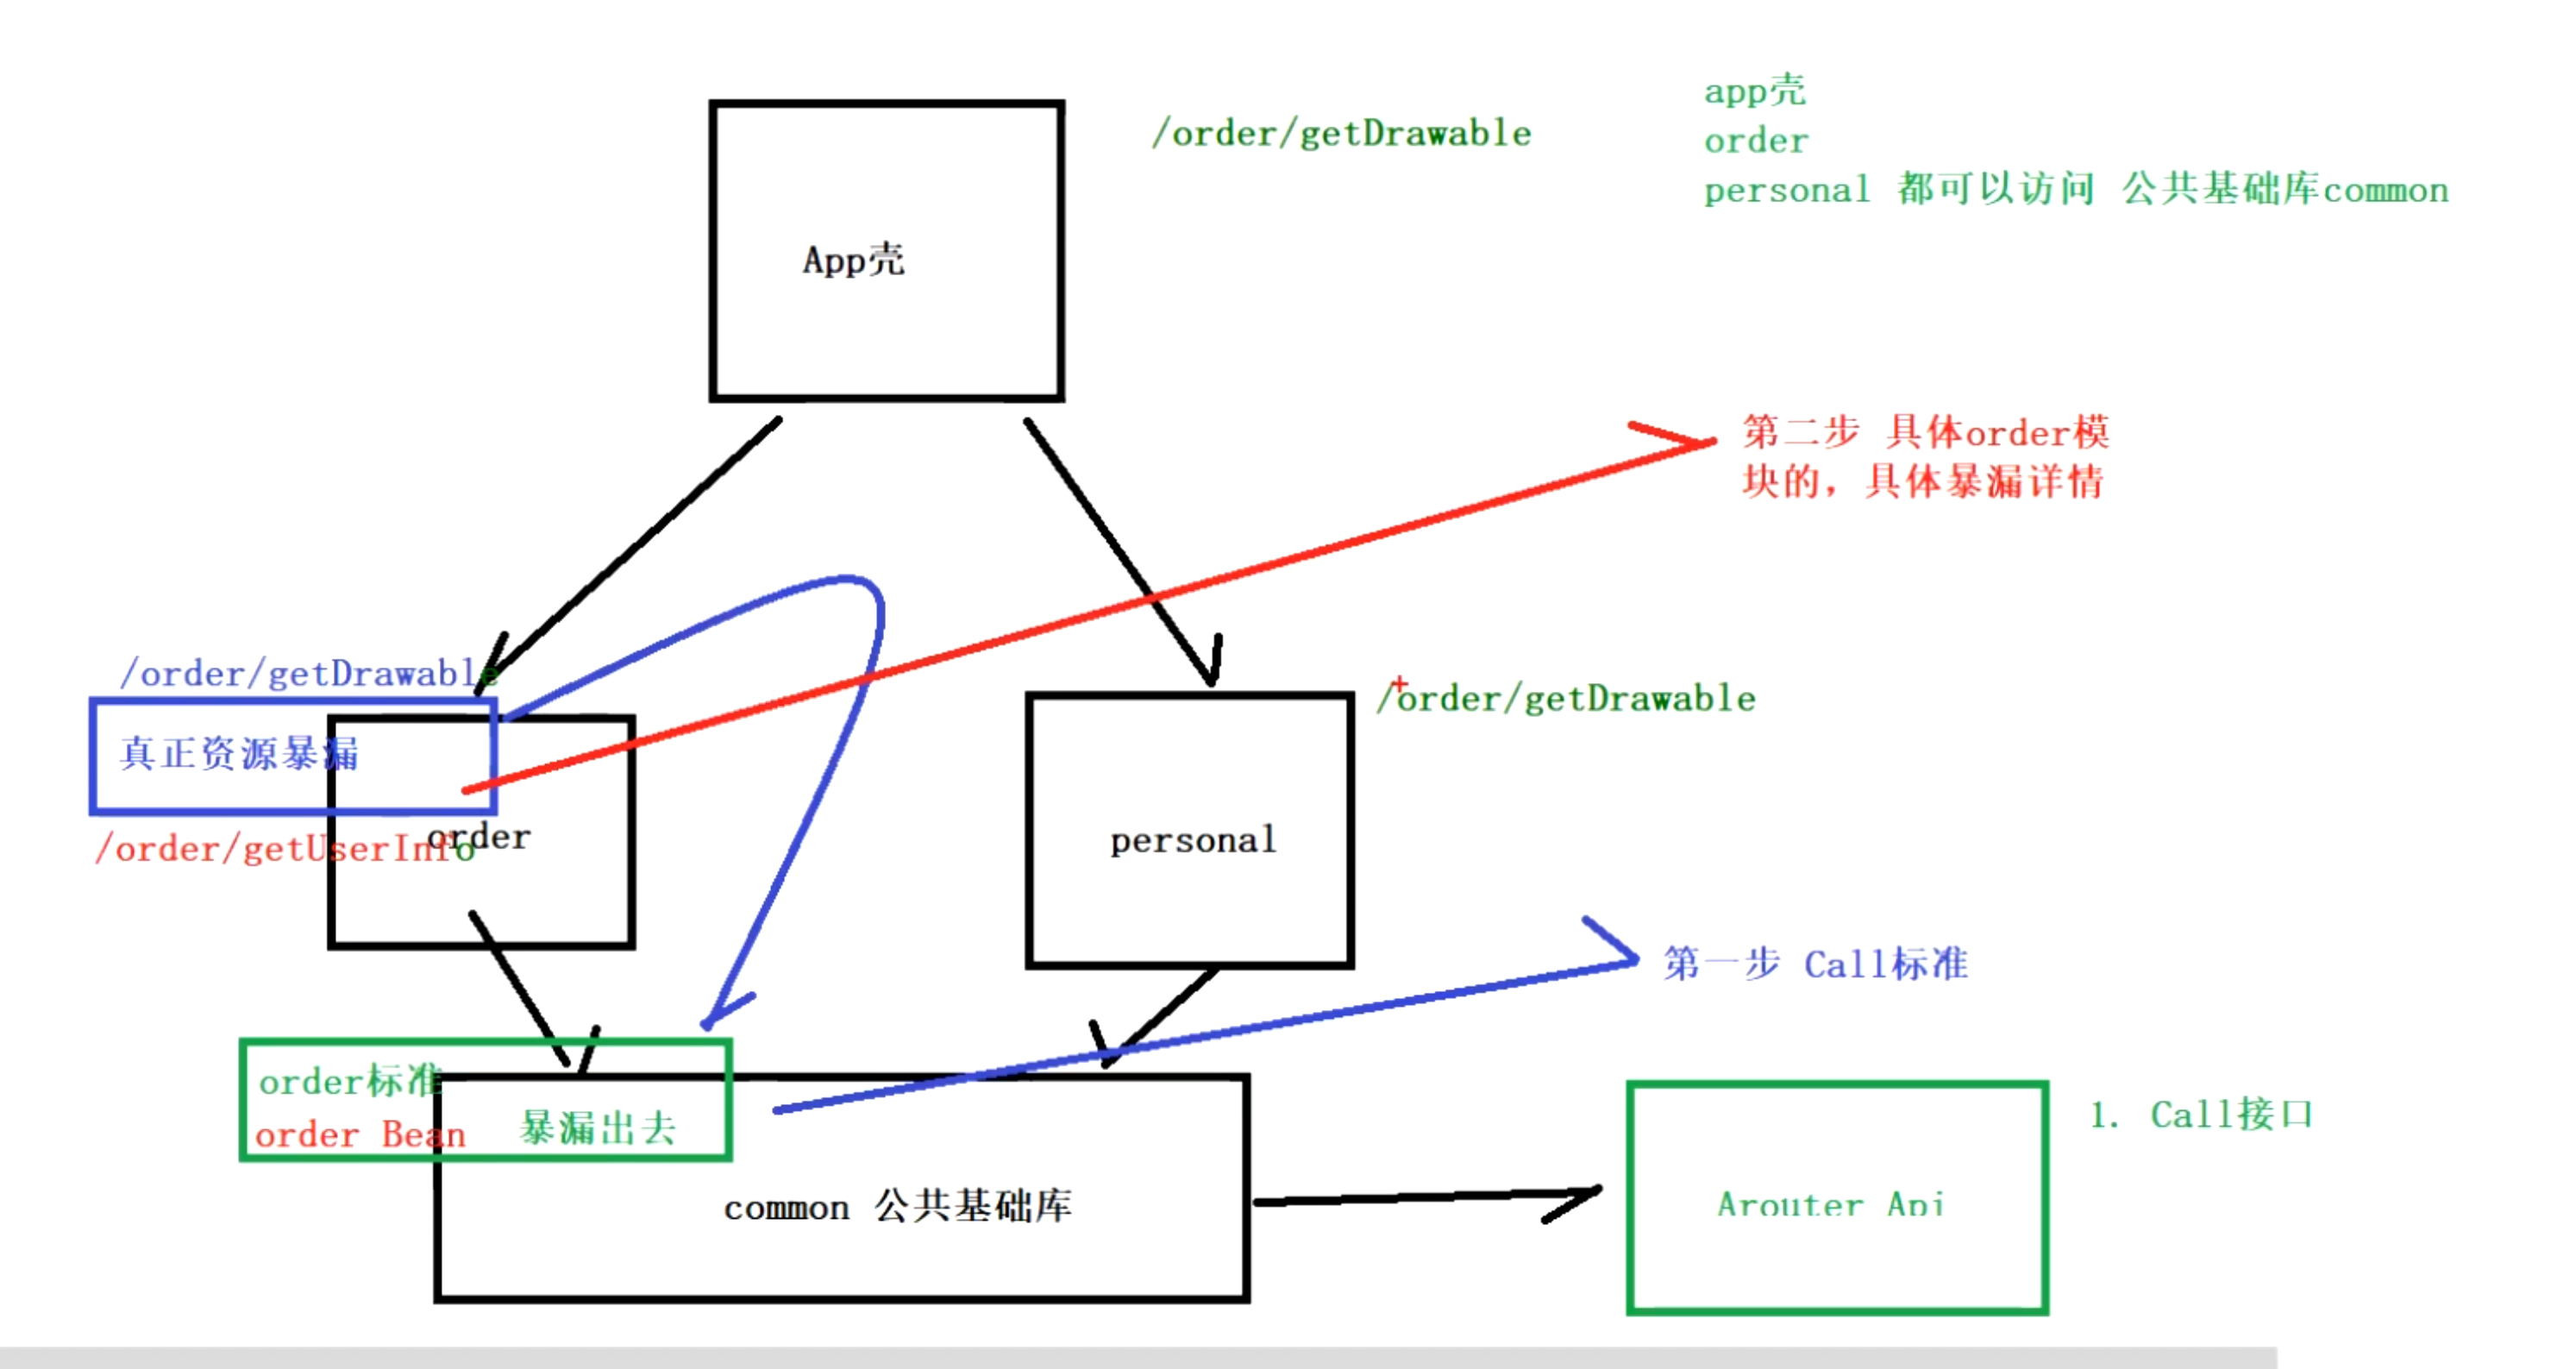 app壳
order
personal 都可以访问 公共基础库common
/order/getDrawable
App壳
第二步 具体order模
块的，具体暴漏详情
/order/getDrawable
真正资源暴漏
/order/getUserInfo
order
/order/getDrawable
personal
第一步 Call标准
order标准
order Bean
暴漏出去
common 公共基础库
Arouter Api
1. Call接口